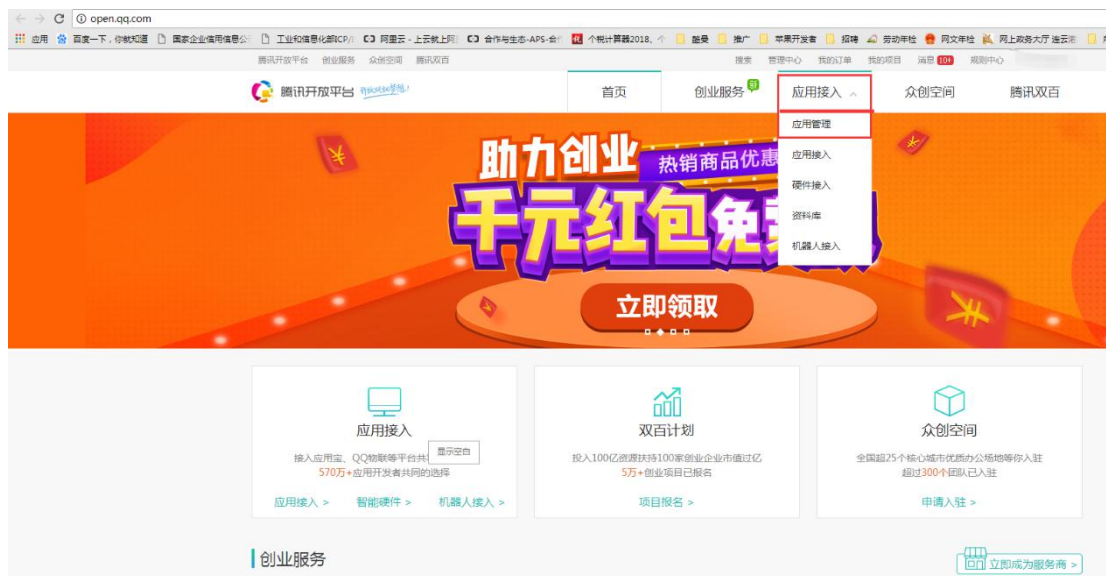 open.qq.com
应用 百度一下，你就知道 国家企业信用信息公 工业和信息化部ICP/I 阿里云-上云就上阿 合作与生态-APS-合 个税计算器2018、个 酷曼 推广 苹果开发者 招聘 劳动年检 网文年检 网上政务大厅
腾讯开放平台 创业服务 众创空间 腾讯双百 搜索 管理中心 我的订单 我的项目 消息 10+ 规则中心
腾讯开放平台 首页 创业服务 应用接入 众创空间 腾讯双百
应用管理
应用接入
硬件接入
资料库
机器人接入
助力创业 热销商品优惠
千元红包免
立即领取
应用接入
接入应用宝、QQ物联等平台共
显示空白
570万+应用开发者共同的选择
应用接入 > 智能硬件 > 机器人接入 >
双百计划
投入100亿资源扶持100家创业企业市值过亿
5万+创业项目已报名
项目报名 >
众创空间
全国超25个核心城市优质办公场地等你入驻
超过300个团队已入驻
申请入驻 >
创业服务
立即成为服务商 >